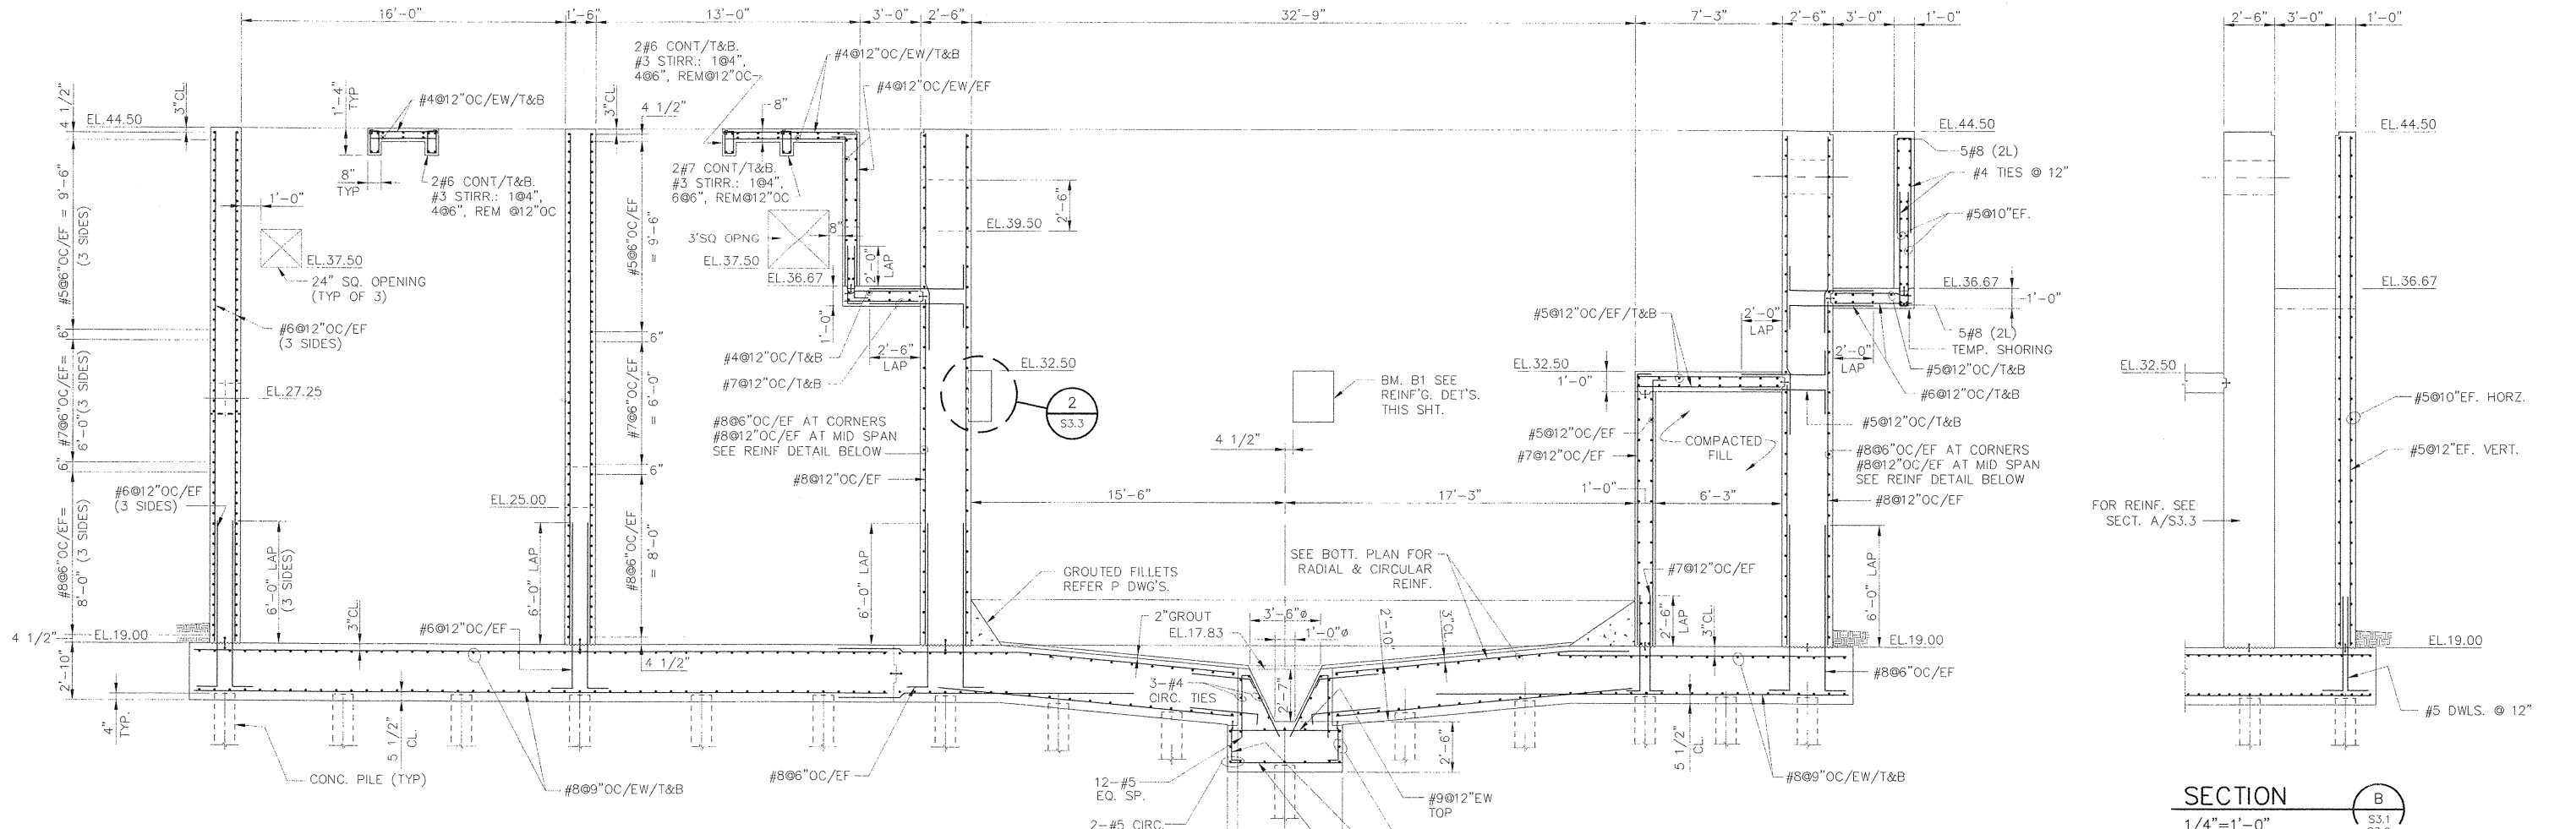 16'-0"
1'-6"
13'-0"
3'-0"
2'-6"
32'-9"
7'-3"
2'-6"
3'-0"
1'-0"
2'-6"
3'-0"
1'-0"
4 1/2"
3"CL.
EL.44.50
1'-4"
TYP
#4@12"OC/EW/T&B
8"
TYP
2#6 CONT/T&B.
#3 STIRR.: 1@4",
4@6", REM @12"OC
2#6 CONT/T&B.
#3 STIRR.: 1@4",
4@6", REM@12"OC
3"CL.
4 1/2"
8"
#4@12"OC/EW/T&B
#4@12"OC/EW/EF
2#7 CONT/T&B.
#3 STIRR.: 1@4",
6@6", REM@12"OC
#5@6"OC/EF = 9'-6"
(3 SIDES)
6"
#7@6"OC/EF=
6'-0"(3 SIDES)
6"
#8@6"OC/EF=
8'-0" (3 SIDES)
4 1/2"
EL.19.00
2'-10"
4"
TYP.
1'-0"
EL.37.50
24" SQ. OPENING
(TYP OF 3)
#6@12"OC/EF
(3 SIDES)
EL.27.25
#6@12"OC/EF
(3 SIDES)
6'-0" LAP
(3 SIDES)
3"CL.
5 1/2"
CL.
CONC. PILE (TYP)
#8@9"OC/EW/T&B
EL.25.00
6'-0" LAP
#6@12"OC/EF
#5@6"OC/EF
= 9'-6"
6"
#7@6"OC/EF
= 6'-0"
6"
#8@6"OC/EF
= 8'-0"
4 1/2"
3'SQ OPNG
EL.37.50
8"
EL.36.67
2'-0"
LAP
1'-0"
#4@12"OC/T&B
2'-6"
LAP
#7@12"OC/T&B
#8@6"OC/EF AT CORNERS
#8@12"OC/EF AT MID SPAN
SEE REINF DETAIL BELOW
#8@12"OC/EF
6'-0" LAP
#8@6"OC/EF
2'-6"
EL.39.50
EL.32.50
2
S3.3
BM. B1 SEE
REINF'G. DET'S.
THIS SHT.
4 1/2"
15'-6"
17'-3"
GROUTED FILLETS
REFER P DWG'S.
SEE BOTT. PLAN FOR
RADIAL & CIRCULAR
REINF.
2"GROUT
EL.17.83
3'-6"ø
1'-0"ø
2'-10"
3"CL.
3-#4
CIRC. TIES
2'-7"
2'-6"
12-#5
EQ. SP.
2-#5 CIRC.
#9@12"EW
TOP
#5@12"OC/EF/T&B
2'-0"
LAP
EL.32.50
1'-0"
#5@12"OC/EF
#7@12"OC/EF
1'-0"
6'-3"
COMPACTED
FILL
#7@12"OC/EF
2'-6"
LAP
3"CL.
5 1/2"
CL.
EL.44.50
5#8 (2L)
#4 TIES @ 12"
#5@10"EF.
EL.36.67
1'-0"
5#8 (2L)
TEMP. SHORING
2'-0"
LAP
#5@12"OC/T&B
#6@12"OC/T&B
#5@12"OC/T&B
#8@6"OC/EF AT CORNERS
#8@12"OC/EF AT MID SPAN
SEE REINF DETAIL BELOW
#8@12"OC/EF
6'-0" LAP
EL.19.00
#8@6"OC/EF
#8@9"OC/EW/T&B
EL.44.50
EL.36.67
EL.32.50
#5@10"EF. HORZ.
#5@12"EF. VERT.
FOR REINF. SEE
SECT. A/S3.3
EL.19.00
#5 DWLS. @ 12"
SECTION
B
S3.1
1/4"=1'-0"